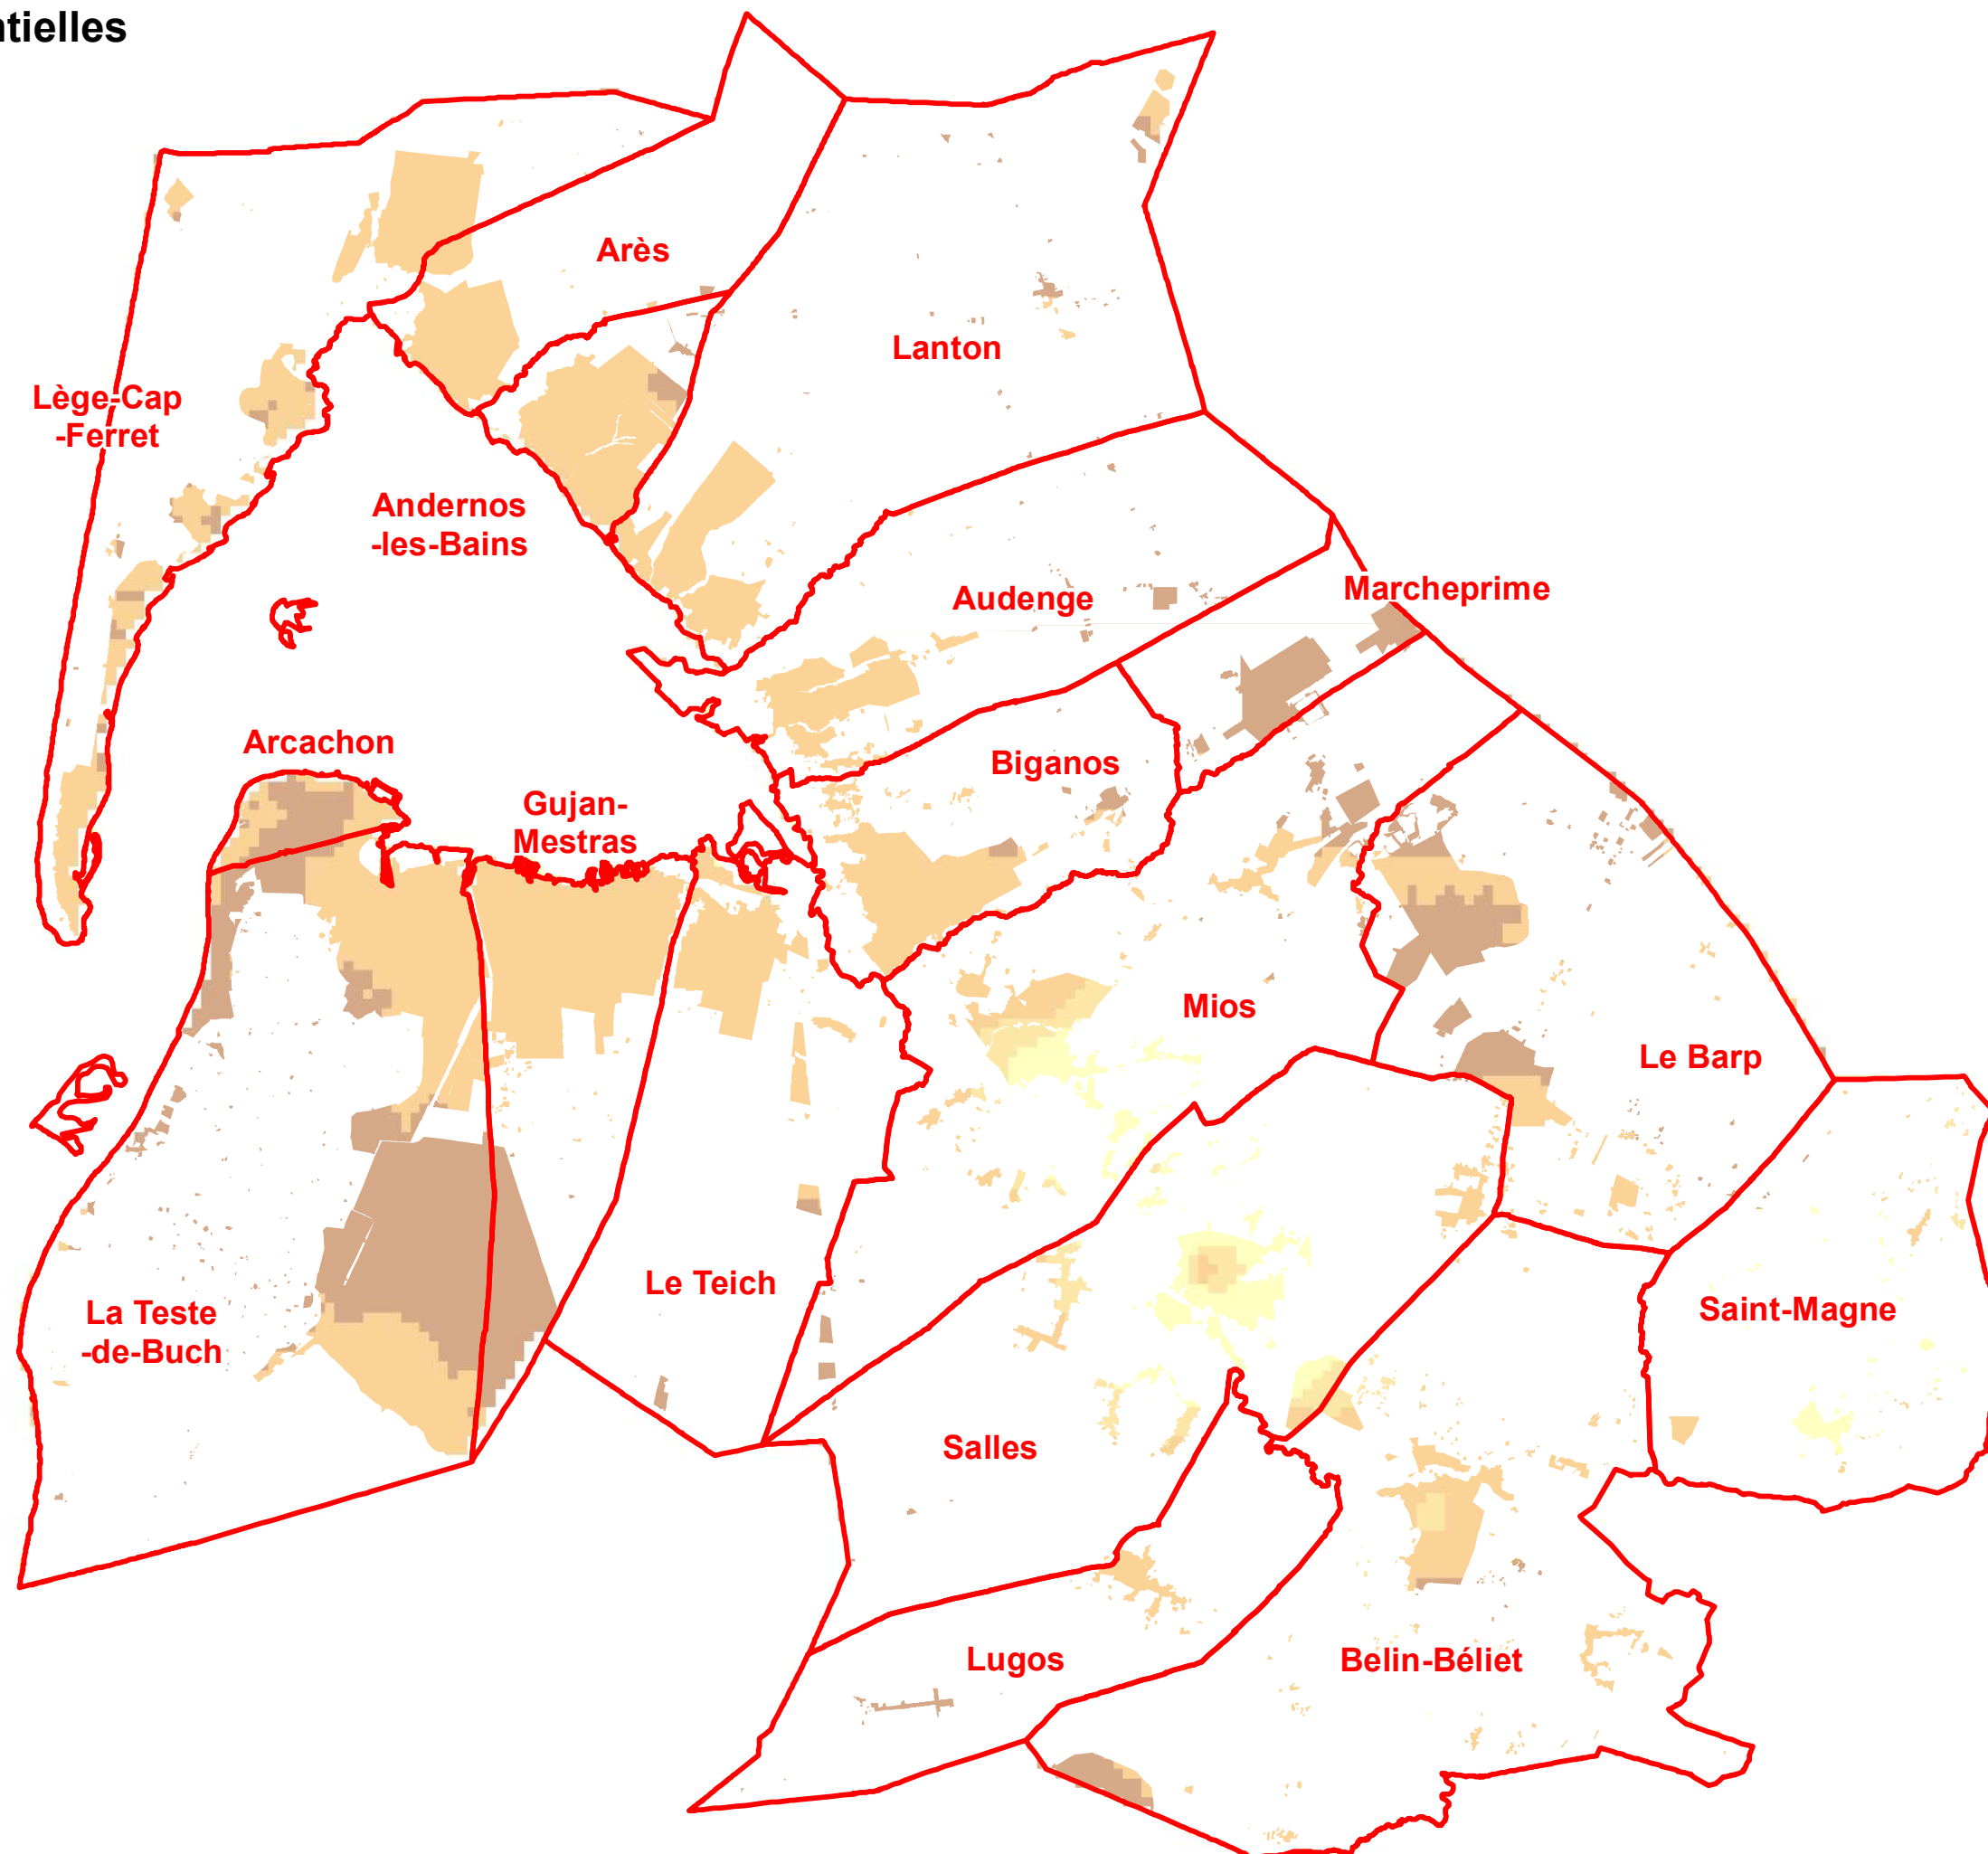 ntielles
Arès
Lanton
Lège-Cap
-Ferret
Andernos
-les-Bains
Audenge
Marcheprime
Arcachon
Biganos
Gujan-
Mestras
Mios
Le Barp
Le Teich
La Teste
-de-Buch
Saint-Magne
Salles
Lugos
Belin-Béliet